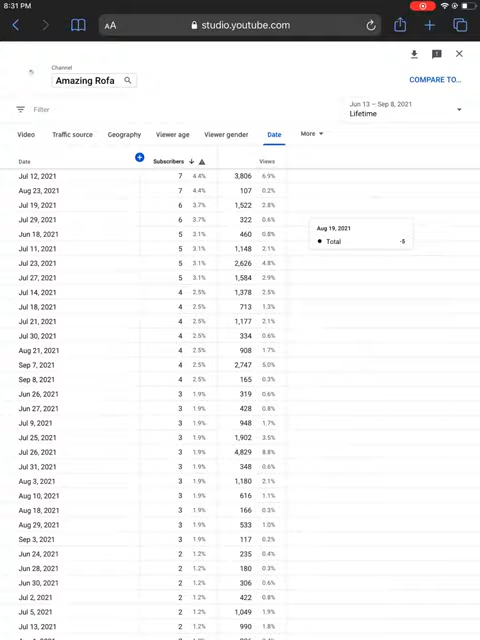 8:31 PM
AA studio.youtube.com
Channel
Amazing Rofa
COMPARE TO...
Filter
Jun 13 – Sep 8, 2021
Lifetime
Video Traffic source Geography Viewer age Viewer gender Date More
Date Subscribers Views
Jul 12, 2021 7 4.4% 3,806 6.9%
Aug 23, 2021 7 4.4% 107 0.2%
Jul 19, 2021 6 3.7% 1,522 2.8%
Jul 29, 2021 6 3.7% 322 0.6%
Jun 18, 2021 5 3.1% 460 0.8%
Jul 11, 2021 5 3.1% 1,148 2.1%
Jul 23, 2021 5 3.1% 2,626 4.8%
Jul 27, 2021 5 3.1% 1,584 2.9%
Jul 14, 2021 4 2.5% 1,378 2.5%
Jul 18, 2021 4 2.5% 713 1.3%
Jul 21, 2021 4 2.5% 1,177 2.1%
Jul 30, 2021 4 2.5% 334 0.6%
Aug 21, 2021 4 2.5% 908 1.7%
Sep 7, 2021 4 2.5% 2,747 5.0%
Sep 8, 2021 4 2.5% 165 0.3%
Jun 26, 2021 3 1.9% 319 0.6%
Jun 27, 2021 3 1.9% 428 0.8%
Jul 9, 2021 3 1.9% 948 1.7%
Jul 25, 2021 3 1.9% 1,902 3.5%
Jul 26, 2021 3 1.9% 4,829 8.8%
Jul 31, 2021 3 1.9% 348 0.6%
Aug 3, 2021 3 1.9% 1,180 2.1%
Aug 10, 2021 3 1.9% 616 1.1%
Aug 18, 2021 3 1.9% 166 0.3%
Aug 29, 2021 3 1.9% 533 1.0%
Sep 3, 2021 3 1.9% 117 0.2%
Jun 24, 2021 2 1.2% 235 0.4%
Jun 28, 2021 2 1.2% 180 0.3%
Jun 30, 2021 2 1.2% 306 0.6%
Jul 2, 2021 2 1.2% 422 0.8%
Jul 5, 2021 2 1.2% 1,049 1.9%
Jul 13, 2021 2 1.2% 990 1.8%
Aug 19, 2021
Total -5